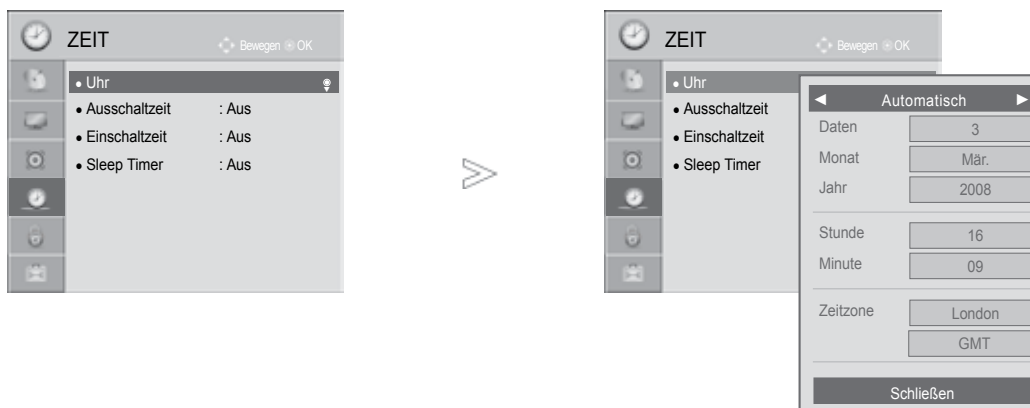 ZEIT
Bewegen OK
• Uhr
• Ausschaltzeit : Aus
• Einschaltzeit : Aus
• Sleep Timer : Aus
ZEIT
Bewegen OK
• Uhr
• Ausschaltzeit
• Einschaltzeit
• Sleep Timer
◄ Automatisch ►
Daten 3
Monat Mär.
Jahr 2008
Stunde 16
Minute 09
Zeitzone London
GMT
Schließen